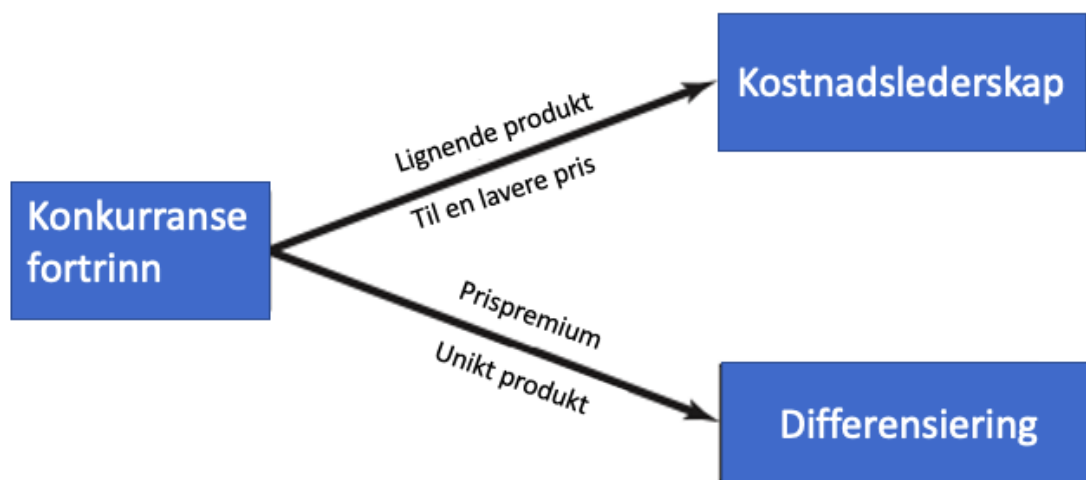 Kostnadslederskap
Lignende produkt
Til en lavere pris
Konkurranse
fortrinn
Prispremium
Unikt produkt
Differensiering